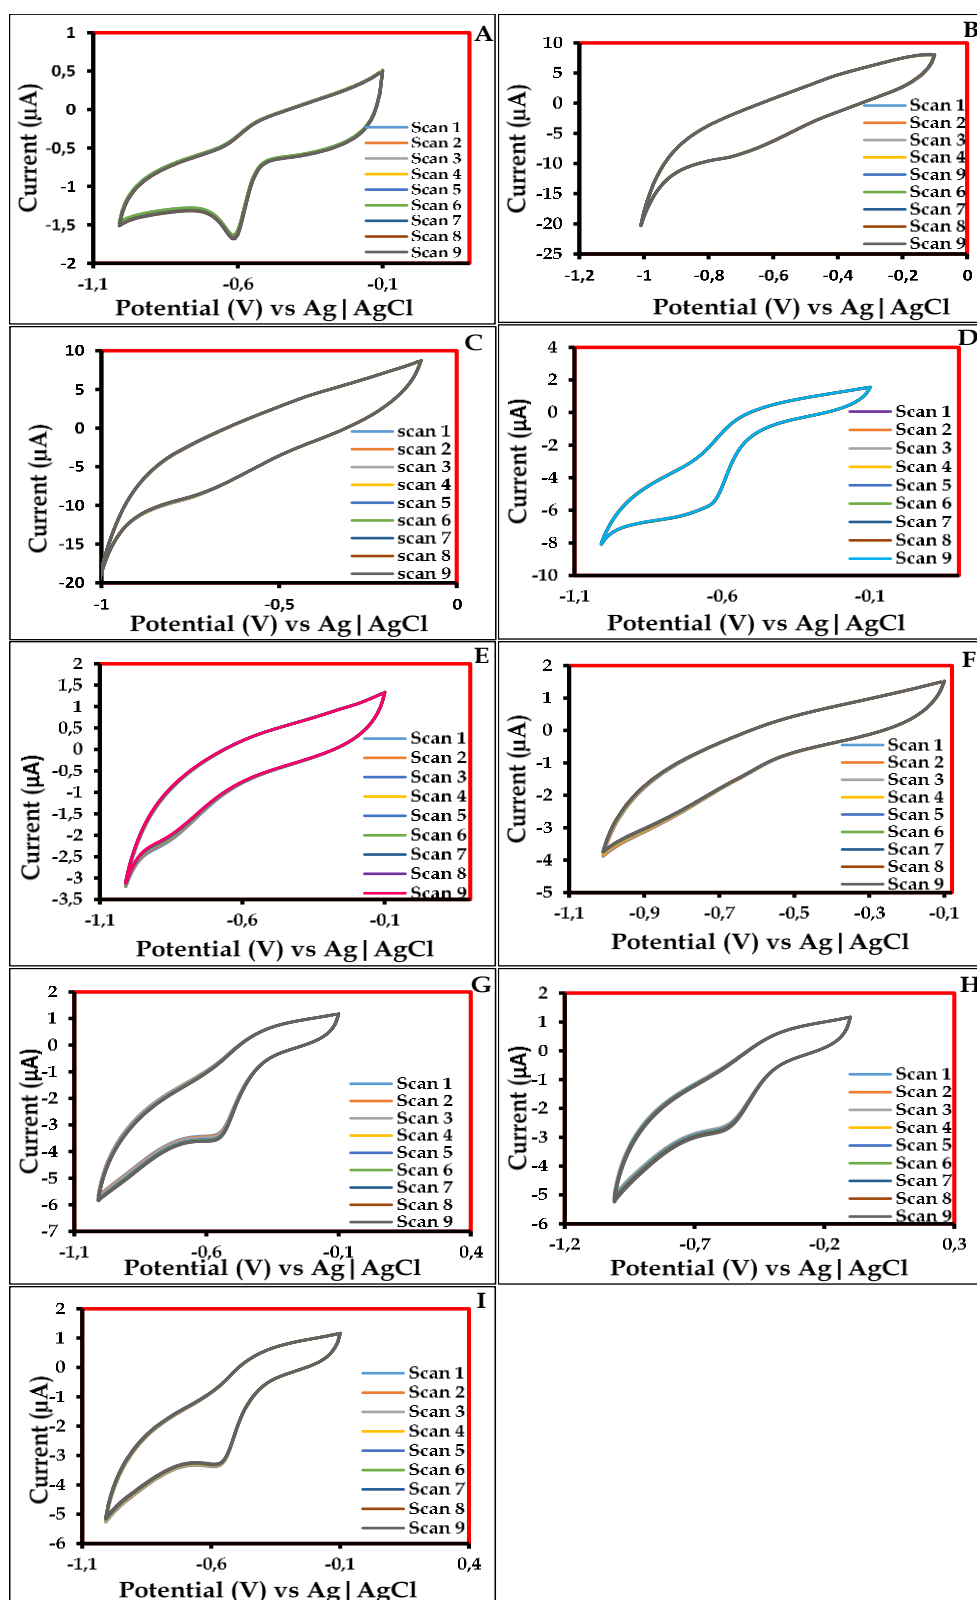 A
1
0,5
0
-0,5
-1
-1,5
-2
-1,1
-0,6
-0,1
Current (µA)
Potential (V) vs Ag|AgCl
Scan 1
Scan 2
Scan 3
Scan 4
Scan 5
Scan 6
Scan 7
Scan 8
Scan 9
B
10
5
0
-5
-10
-15
-20
-25
-1,2
-1
-0,8
-0,6
-0,4
-0,2
0
Current (µA)
Potential (V) vs Ag|AgCl
Scan 1
Scan 2
Scan 3
Scan 4
Scan 9
Scan 6
Scan 7
Scan 8
Scan 9
C
10
5
0
-5
-10
-15
-20
-1
-0,5
0
Current (µA)
Potential (V) vs Ag|AgCl
scan 1
scan 2
scan 3
scan 4
scan 5
scan 6
scan 7
scan 8
scan 9
D
4
2
0
-2
-4
-6
-8
-10
-1,1
-0,6
-0,1
Current (µA)
Potential (V) vs Ag|AgCl
Scan 1
Scan 2
Scan 3
Scan 4
Scan 5
Scan 6
Scan 7
Scan 8
Scan 9
E
2
1,5
1
0,5
0
-0,5
-1
-1,5
-2
-2,5
-3
-3,5
-1,1
-0,6
-0,1
Current (µA)
Potential (V) vs Ag|AgCl
Scan 1
Scan 2
Scan 3
Scan 4
Scan 5
Scan 6
Scan 7
Scan 8
Scan 9
F
2
1
0
-1
-2
-3
-4
-5
-1,1
-0,9
-0,7
-0,5
-0,3
-0,1
Current (µA)
Potential (V) vs Ag|AgCl
Scan 1
Scan 2
Scan 3
Scan 4
Scan 5
Scan 6
Scan 7
Scan 8
Scan 9
G
2
1
0
-1
-2
-3
-4
-5
-6
-7
-1,1
-0,6
-0,1
0,4
Current (µA)
Potential (V) vs Ag|AgCl
Scan 1
Scan 2
Scan 3
Scan 4
Scan 5
Scan 6
Scan 7
Scan 8
Scan 9
H
2
1
0
-1
-2
-3
-4
-5
-6
-1,2
-0,7
-0,2
0,3
Current (µA)
Potential (V) vs Ag|AgCl
Scan 1
Scan 2
Scan 3
Scan 4
Scan 5
Scan 6
Scan 7
Scan 8
Scan 9
I
2
1
0
-1
-2
-3
-4
-5
-6
-1,1
-0,6
-0,1
0,4
Current (µA)
Potential (V) vs Ag|AgCl
Scan 1
Scan 2
Scan 3
Scan 4
Scan 5
Scan 6
Scan 7
Scan 8
Scan 9